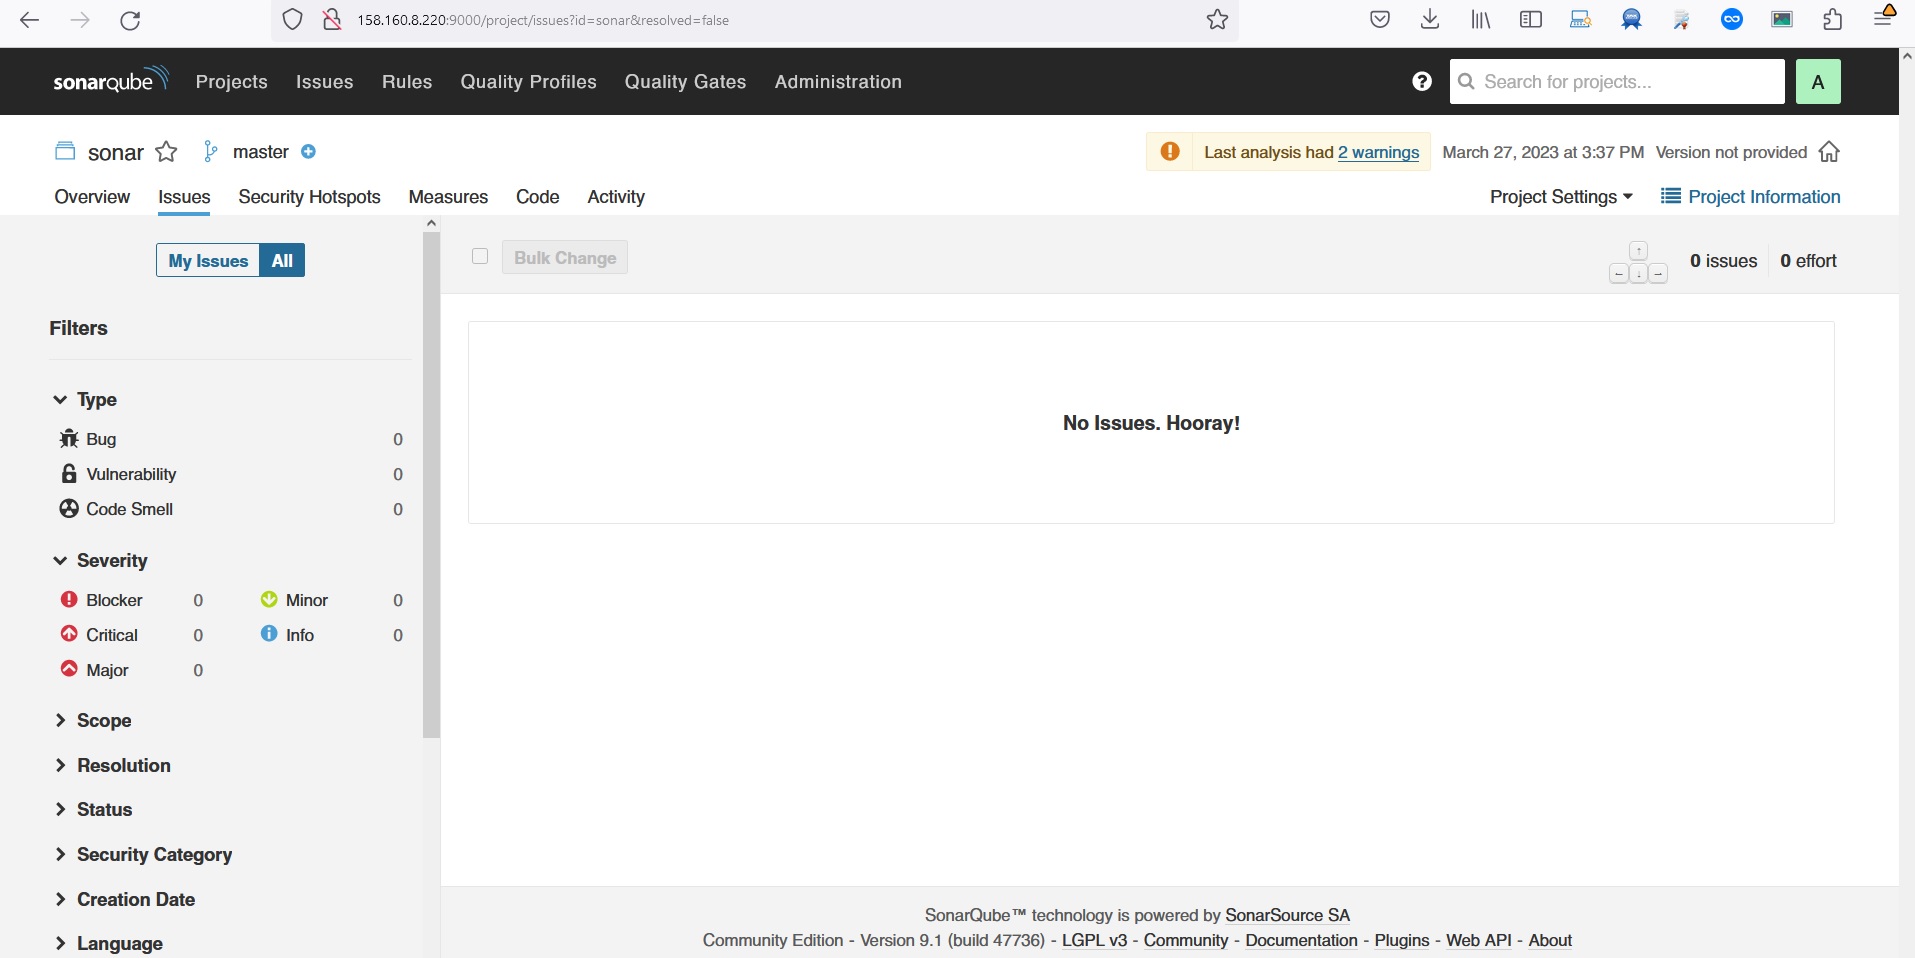 158.160.8.220:9000/project/issues?id=sonar&resolved=false
sonarqube Projects Issues Rules Quality Profiles Quality Gates Administration ? Search for projects... A
sonar master Last analysis had 2 warnings March 27, 2023 at 3:37 PM Version not provided
Overview Issues Security Hotspots Measures Code Activity Project Settings Project Information
My Issues All
Bulk Change
0 issues 0 effort
Filters
Type
Bug 0
Vulnerability 0
Code Smell 0
Severity
Blocker 0 Minor 0
Critical 0 Info 0
Major 0
Scope
Resolution
Status
Security Category
Creation Date
Language
No Issues. Hooray!
SonarQube™ technology is powered by SonarSource SA
Community Edition - Version 9.1 (build 47736) - LGPL v3 - Community - Documentation - Plugins - Web API - About